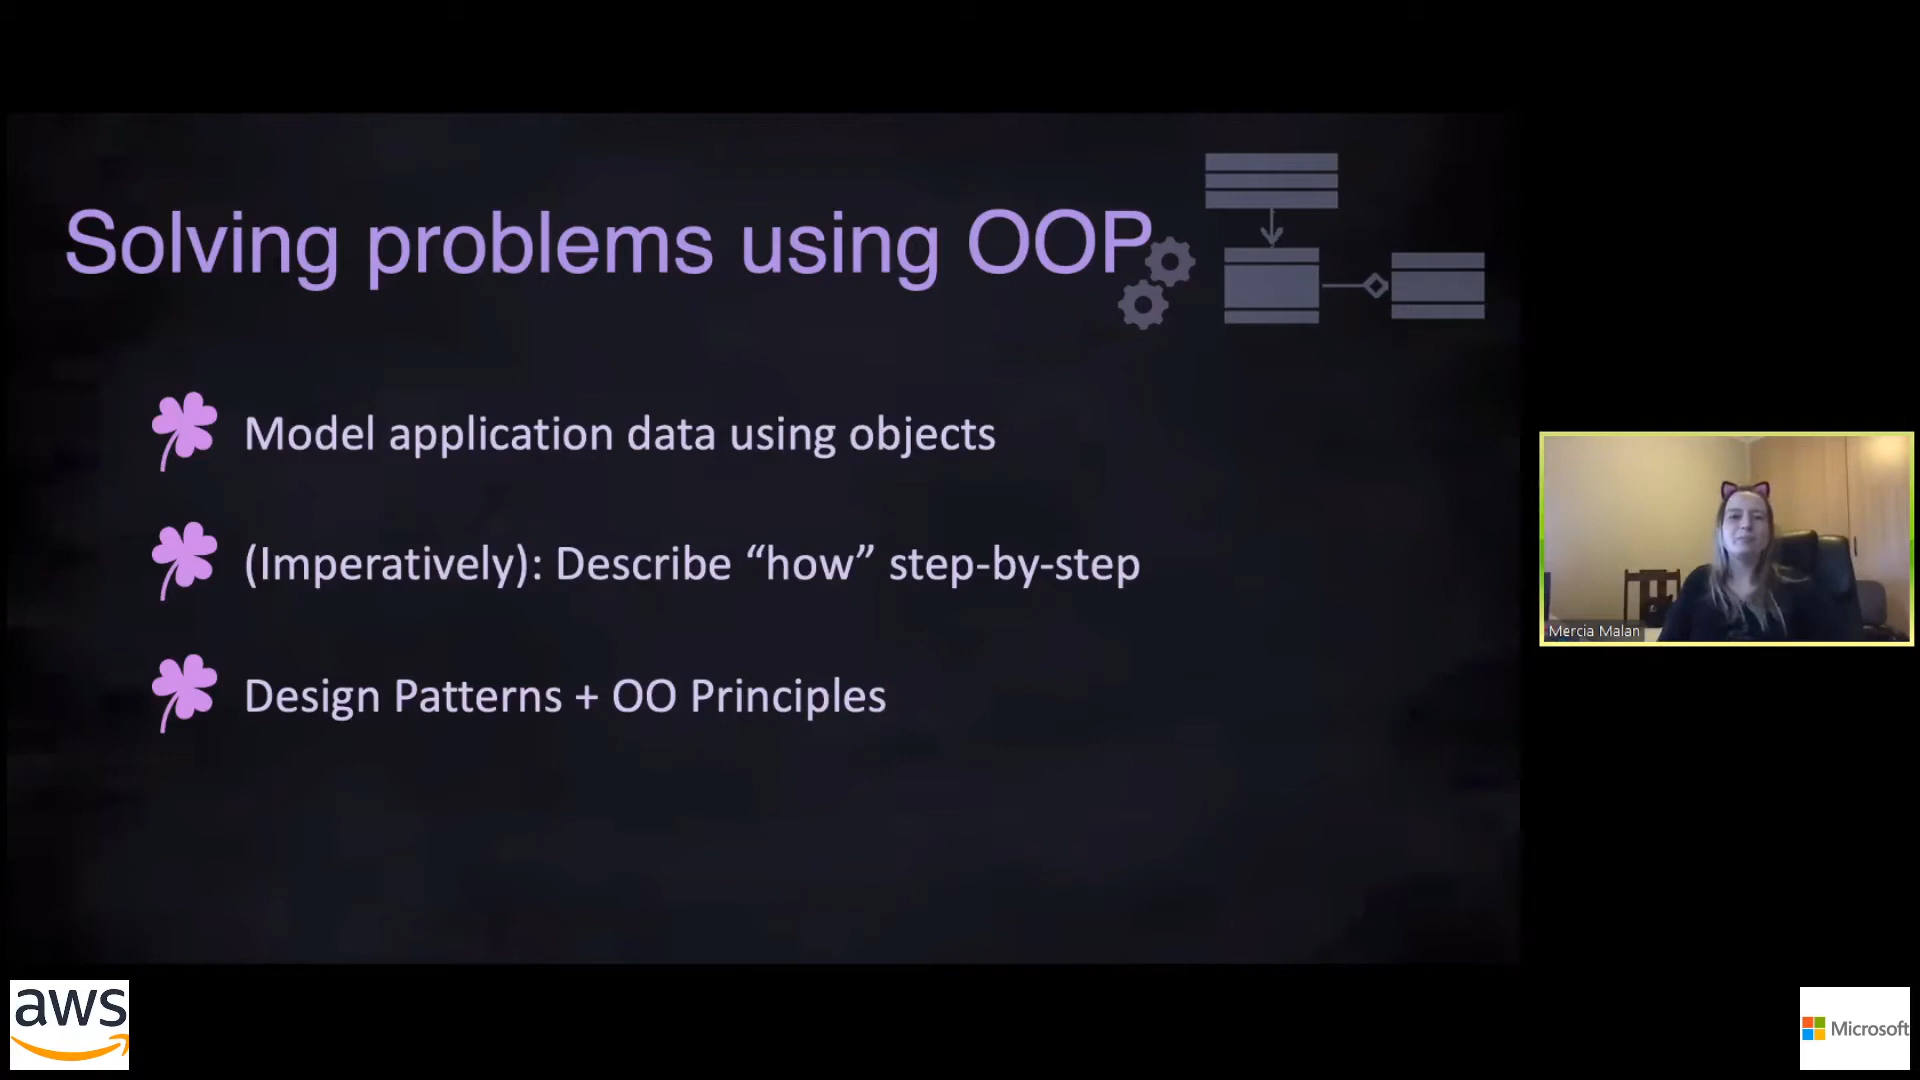 Solving problems using OOP
Model application data using objects
(Imperatively): Describe “how” step-by-step
Design Patterns + OO Principles
Mercia Malan
aws
Microsoft